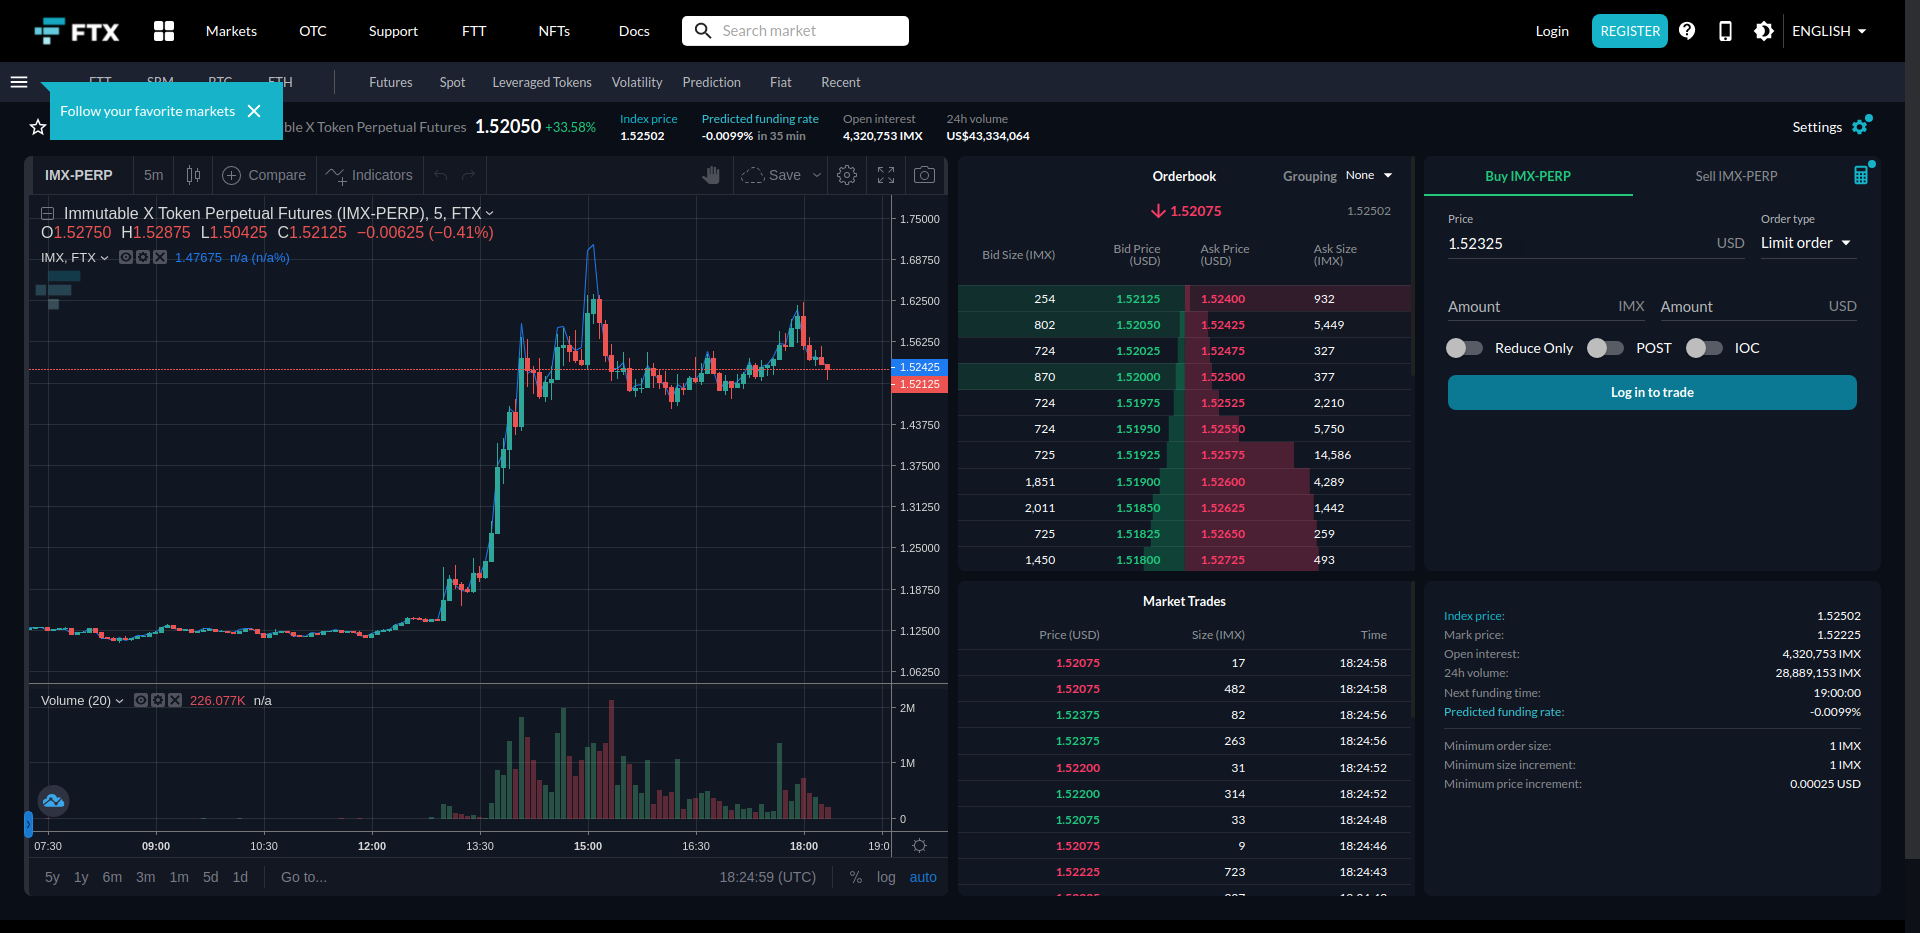 FTX Markets OTC Support FTT NFTs Docs Search market Login REGISTER ENGLISH
FTT SRM BTC ETH Futures Spot Leveraged Tokens Volatility Prediction Fiat Recent
Follow your favorite markets
Token Perpetual Futures 1.52050 +33.58%
Index price
1.52502
Predicted funding rate
-0.0099% in 35 min
Open interest
4,320,753 IMX
24h volume
US$43,334,064
Settings
IMX-PERP 5m Compare Indicators Save
Immutable X Token Perpetual Futures (IMX-PERP), 5, FTX
O1.52750 H1.52875 L1.50425 C1.52125 −0.00625 (−0.41%)
IMX, FTX 1.47675 n/a (n/a%)
1.75000
1.68750
1.62500
1.56250
1.52425
1.52125
1.43750
1.37500
1.31250
1.25000
1.18750
1.12500
1.06250
Volume (20) 226.077K n/a
2M
1M
0
07:30 09:00 10:30 12:00 13:30 15:00 16:30 18:00 19:0
5y 1y 6m 3m 1m 5d 1d Go to... 18:24:59 (UTC) % log auto
Orderbook Grouping None
1.52075 1.52502
Bid Size (IMX) Bid Price (USD) Ask Price (USD) Ask Size (IMX)
254 1.52125 1.52400 932
802 1.52050 1.52425 5,449
724 1.52025 1.52475 327
870 1.52000 1.52500 377
724 1.51975 1.52525 2,210
724 1.51950 1.52550 5,750
725 1.51925 1.52575 14,586
1,851 1.51900 1.52600 4,289
2,011 1.51850 1.52625 1,442
725 1.51825 1.52650 259
1,450 1.51800 1.52725 493
Market Trades
Price (USD) Size (IMX) Time
1.52075 17 18:24:58
1.52075 482 18:24:58
1.52375 82 18:24:56
1.52375 263 18:24:56
1.52200 31 18:24:52
1.52200 314 18:24:52
1.52075 33 18:24:48
1.52075 9 18:24:46
1.52225 723 18:24:43
Buy IMX-PERP Sell IMX-PERP
Price Order type
1.52325 USD Limit order
Amount IMX Amount USD
Reduce Only POST IOC
Log in to trade
Index price: 1.52502
Mark price: 1.52225
Open interest: 4,320,753 IMX
24h volume: 28,889,153 IMX
Next funding time: 19:00:00
Predicted funding rate: -0.0099%
Minimum order size: 1 IMX
Minimum size increment: 1 IMX
Minimum price increment: 0.00025 USD